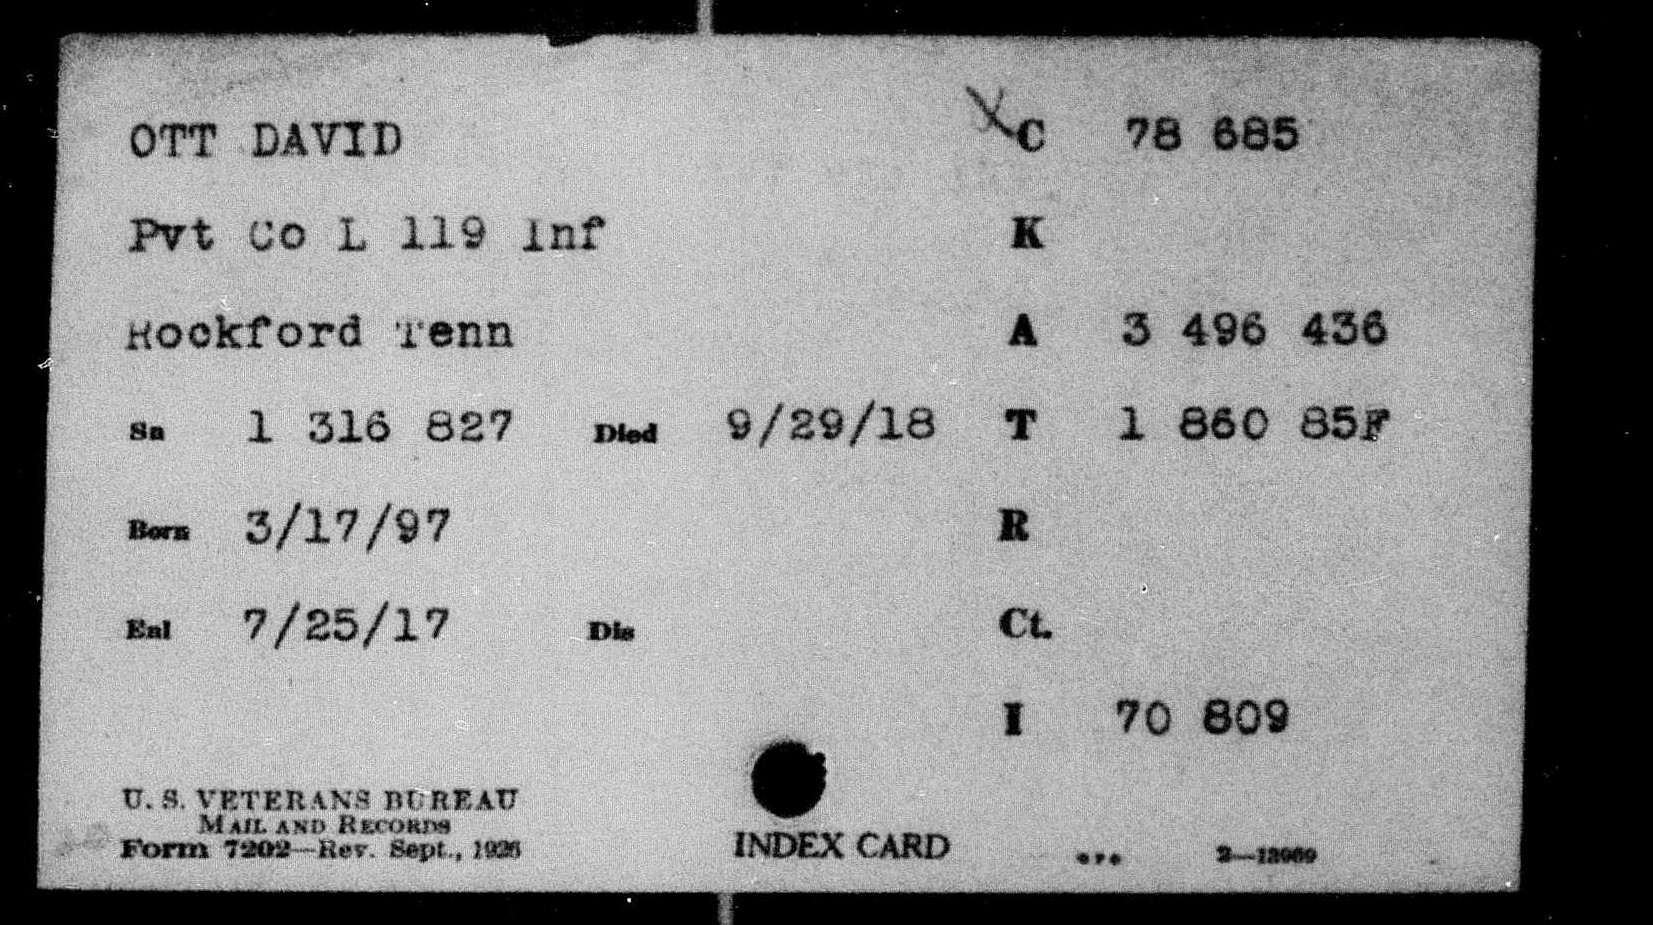 OTT DAVID XC 78 685
Pvt Co L 119 Inf K
Rockford Tenn A 3 496 436
Sn 1 316 827 Died 9/29/18 T 1 860 85F
Born 3/17/97 R
Enl 7/25/17 Dis Ct.
I 70 809
U. S. VETERANS BUREAU
MAIL AND RECORDS
Form 7202—Rev. Sept., 1926 INDEX CARD